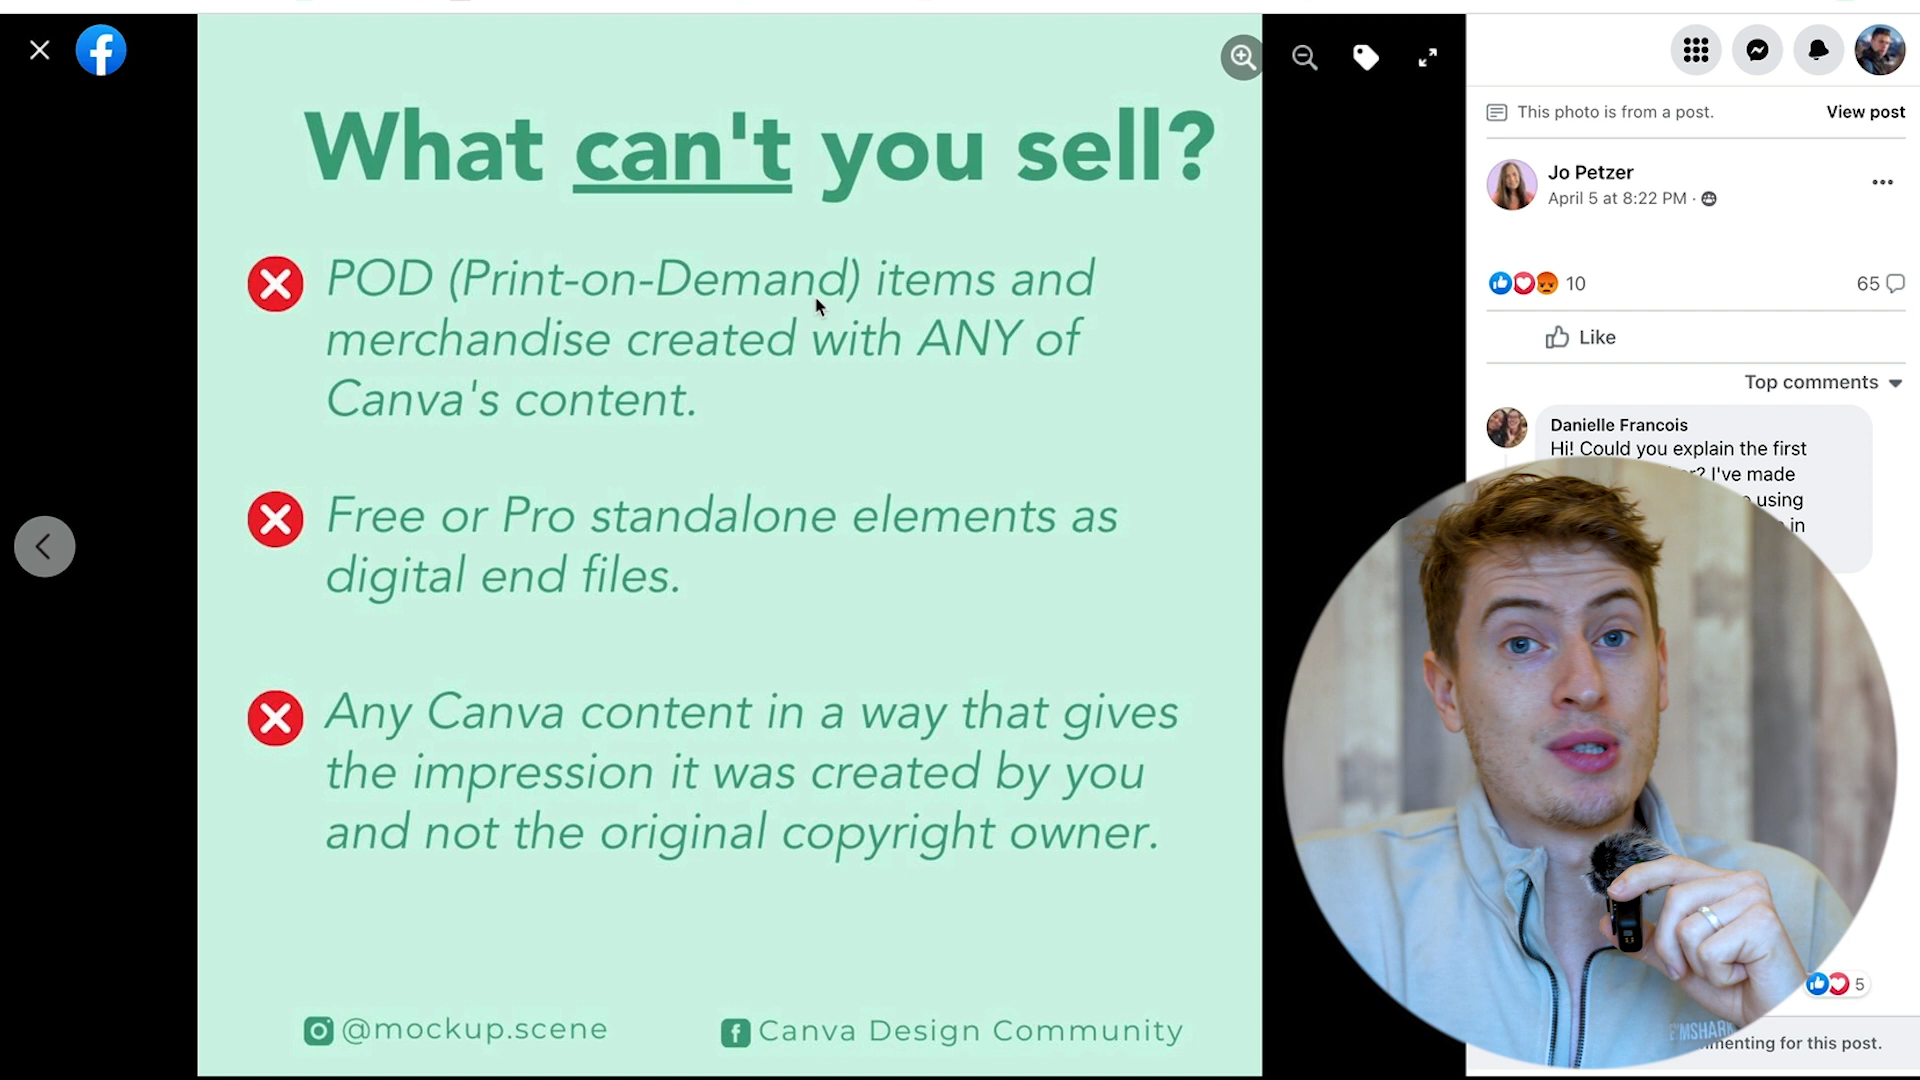 What can't you sell?
POD (Print-on-Demand) items and
merchandise created with ANY of
Canva's content.
Free or Pro standalone elements as
digital end files.
Any Canva content in a way that gives
the impression it was created by you
and not the original copyright owner.
@mockup.scene
Canva Design Community
This photo is from a post.
View post
Jo Petzer
April 5 at 8:22 PM ·
10
65
Like
Top comments
Danielle Francois
Hi! Could you explain the first
I've made
using
in
5
for this post.